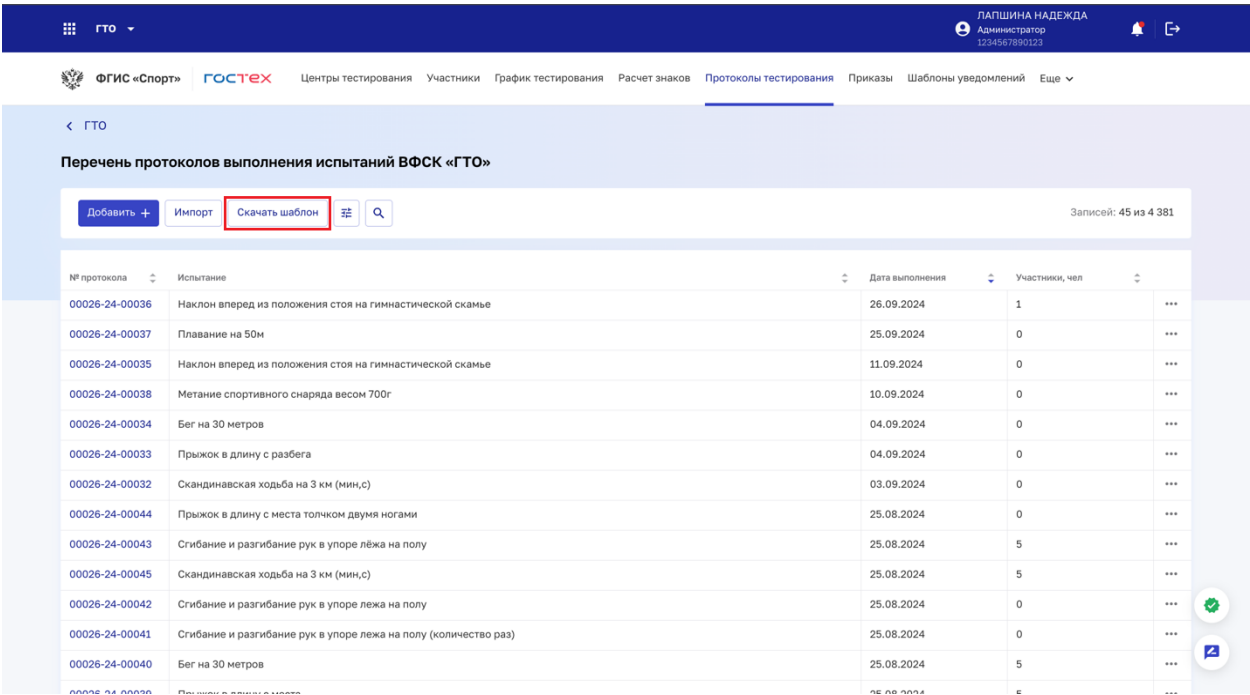 ГТО
ЛАПШИНА НАДЕЖДА
Администратор
1234567890123
ФГИС «Спорт» ГОСТЕХ Центры тестирования Участники График тестирования Расчет знаков Протоколы тестирования Приказы Шаблоны уведомлений Еще
ГТО
Перечень протоколов выполнения испытаний ВФСК «ГТО»
Добавить + Импорт Скачать шаблон Записей: 45 из 4 381
№ протокола Испытание Дата выполнения Участники, чел
00026-24-00036 Наклон вперед из положения стоя на гимнастической скамье 26.09.2024 1
00026-24-00037 Плавание на 50м 25.09.2024 0
00026-24-00035 Наклон вперед из положения стоя на гимнастической скамье 11.09.2024 0
00026-24-00038 Метание спортивного снаряда весом 700г 10.09.2024 0
00026-24-00034 Бег на 30 метров 04.09.2024 0
00026-24-00033 Прыжок в длину с разбега 04.09.2024 0
00026-24-00032 Скандинавская ходьба на 3 км (мин,с) 03.09.2024 0
00026-24-00044 Прыжок в длину с места толчком двумя ногами 25.08.2024 0
00026-24-00043 Сгибание и разгибание рук в упоре лёжа на полу 25.08.2024 5
00026-24-00045 Скандинавская ходьба на 3 км (мин,с) 25.08.2024 5
00026-24-00042 Сгибание и разгибание рук в упоре лежа на полу 25.08.2024 0
00026-24-00041 Сгибание и разгибание рук в упоре лежа на полу (количество раз) 25.08.2024 0
00026-24-00040 Бег на 30 метров 25.08.2024 5
00026-24-00039 Прыжок в длину с места 25.08.2024 5